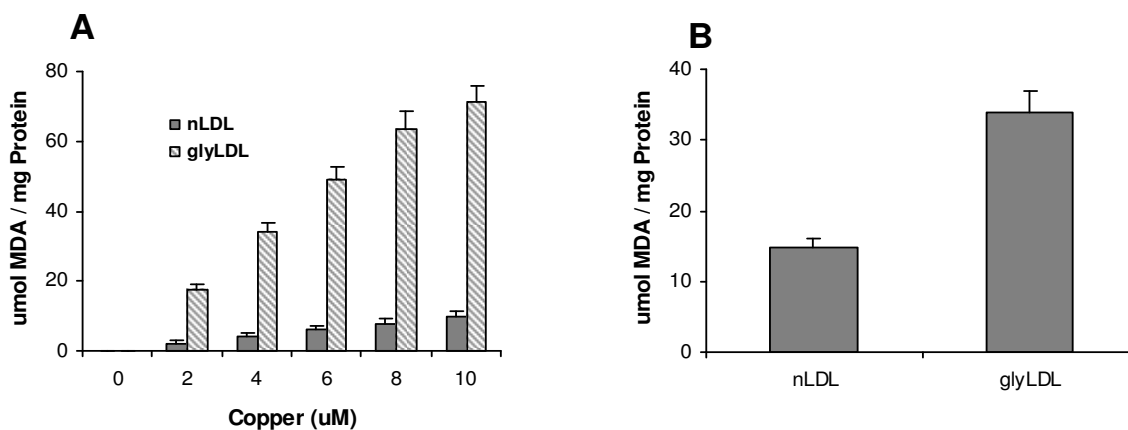 A
umol MDA / mg Protein
80
60
40
20
0
nLDL
glyLDL
0 2 4 6 8 10
Copper (uM)
B
umol MDA / mg Protein
40
30
20
10
0
nLDL glyLDL